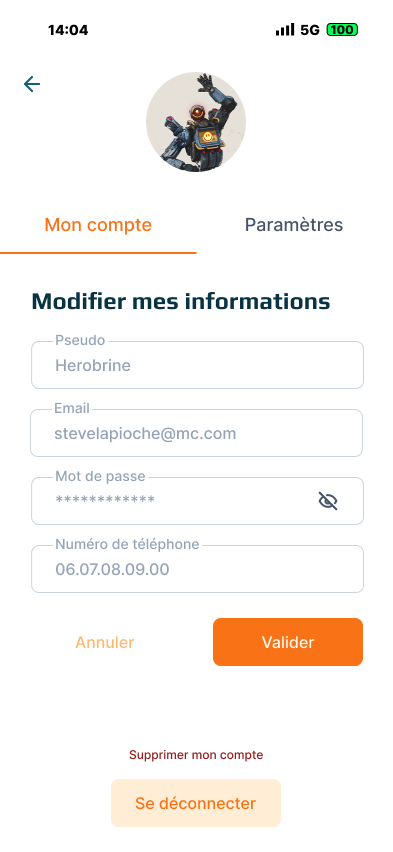 14:04
5G 100
Mon compte
Paramètres
Modifier mes informations
Pseudo
Herobrine
Email
stevelapioche@mc.com
Mot de passe
************
Numéro de téléphone
06.07.08.09.00
Annuler
Valider
Supprimer mon compte
Se déconnecter